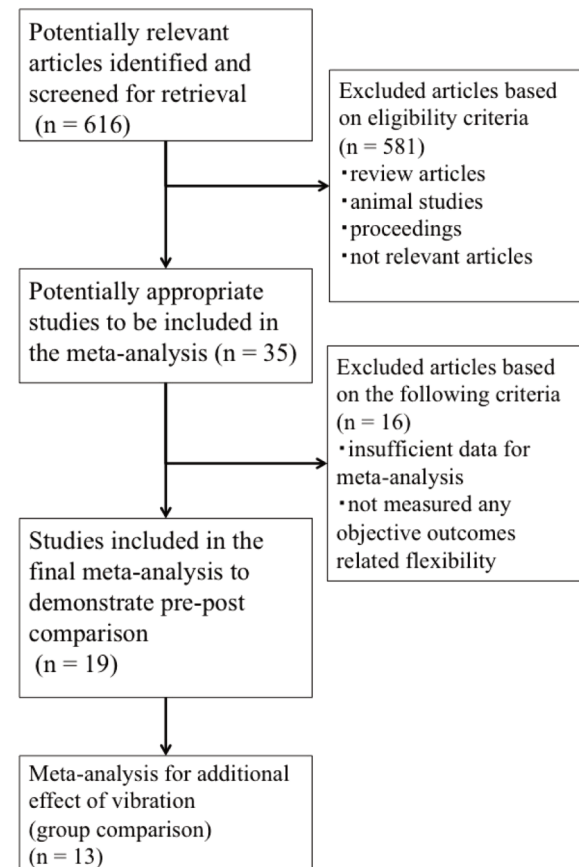 Potentially relevant
articles identified and
screened for retrieval
(n = 616)
Excluded articles based
on eligibility criteria
(n = 581)
・review articles
・animal studies
・proceedings
・not relevant articles
Potentially appropriate
studies to be included in
the meta-analysis (n = 35)
Excluded articles based
on the following criteria
(n = 16)
・insufficient data for
meta-analysis
・not measured any
objective outcomes
related flexibility
Studies included in the
final meta-analysis to
demonstrate pre-post
comparison
(n = 19)
Meta-analysis for additional
effect of vibration
(group comparison)
(n = 13)